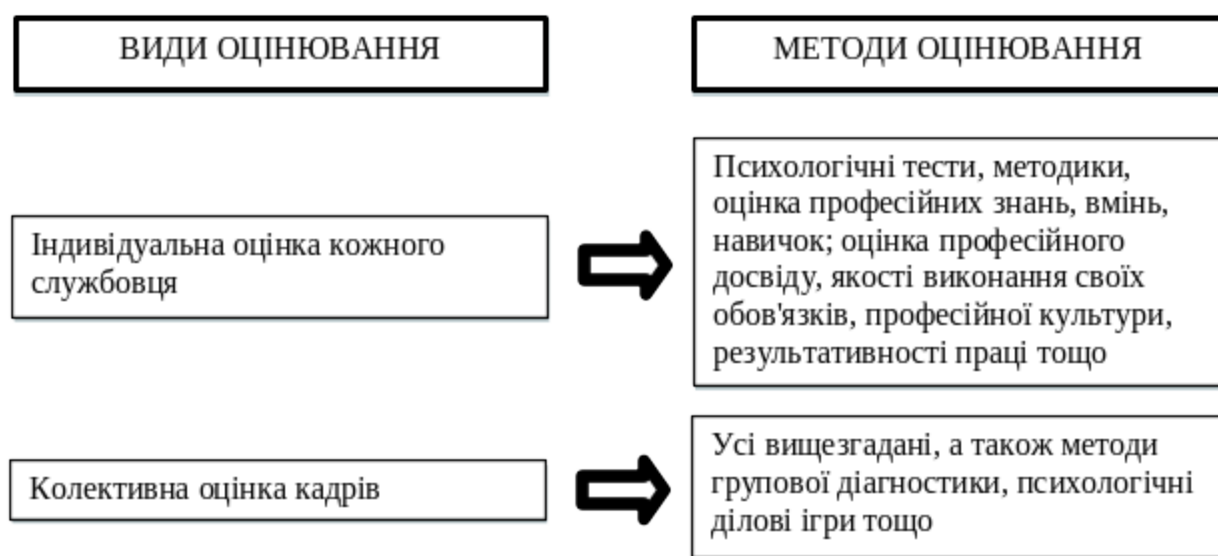 ВИДИ ОЦІНЮВАННЯ
МЕТОДИ ОЦІНЮВАННЯ
Індивідуальна оцінка кожного
службовця
Психологічні тести, методики,
оцінка професійних знань, вмінь,
навичок; оцінка професійного
досвіду, якості виконання своїх
обов'язків, професійної культури,
результативності праці тощо
Колективна оцінка кадрів
Усі вищезгадані, а також методи
групової діагностики, психологічні
ділові ігри тощо